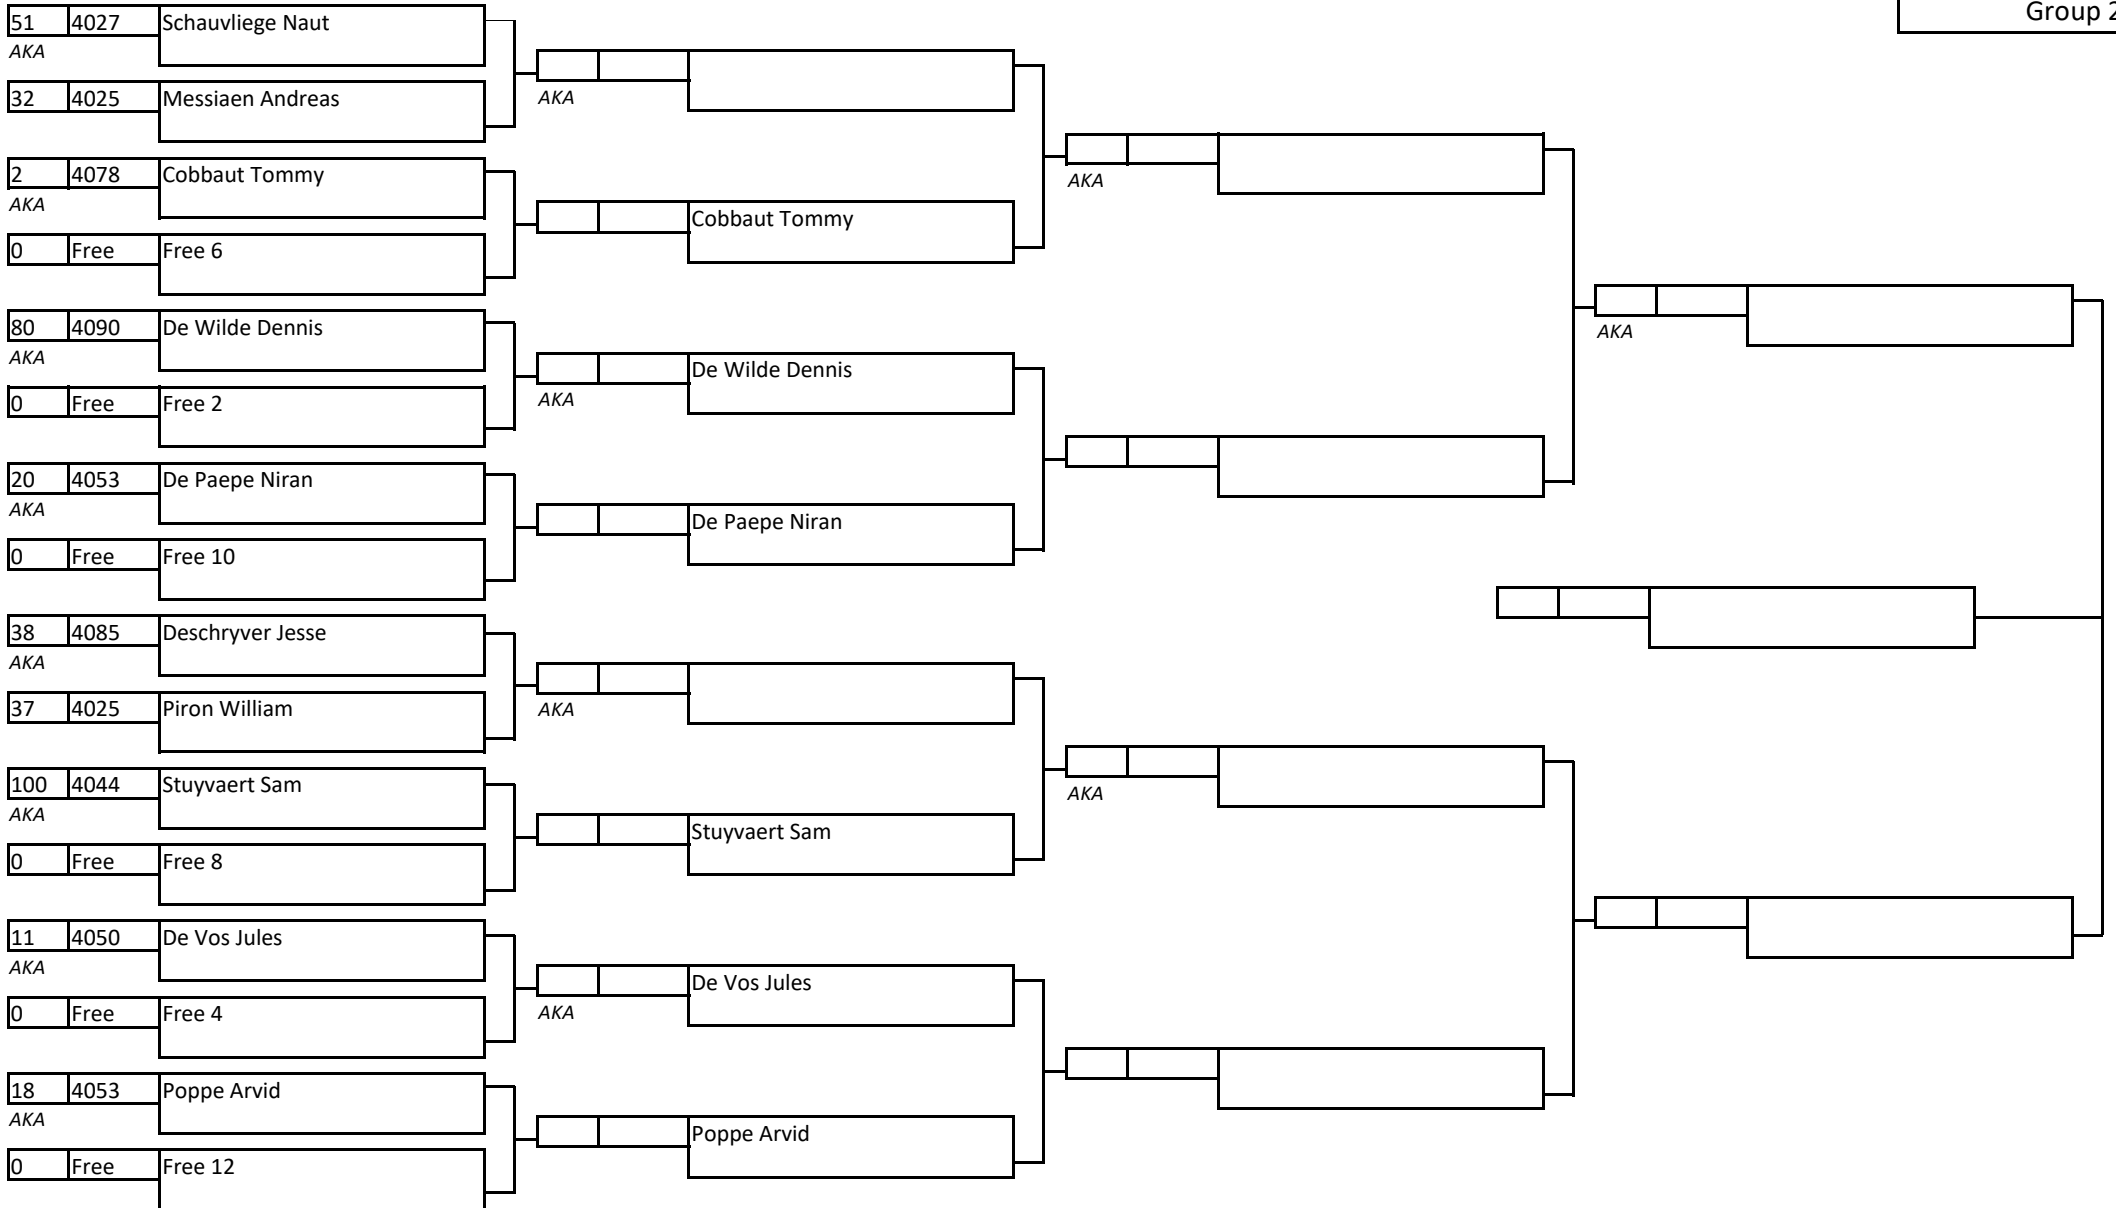 Group 2
51 4027 Schauvliege Naut
AKA
32 4025 Messiaen Andreas
AKA
2 4078 Cobbaut Tommy
AKA
AKA
Cobbaut Tommy
0 Free Free 6
80 4090 De Wilde Dennis
AKA
AKA
De Wilde Dennis
AKA
0 Free Free 2
20 4053 De Paepe Niran
AKA
De Paepe Niran
0 Free Free 10
38 4085 Deschryver Jesse
AKA
37 4025 Piron William
AKA
100 4044 Stuyvaert Sam
AKA
AKA
Stuyvaert Sam
0 Free Free 8
11 4050 De Vos Jules
AKA
De Vos Jules
0 Free Free 4
AKA
18 4053 Poppe Arvid
AKA
Poppe Arvid
0 Free Free 12